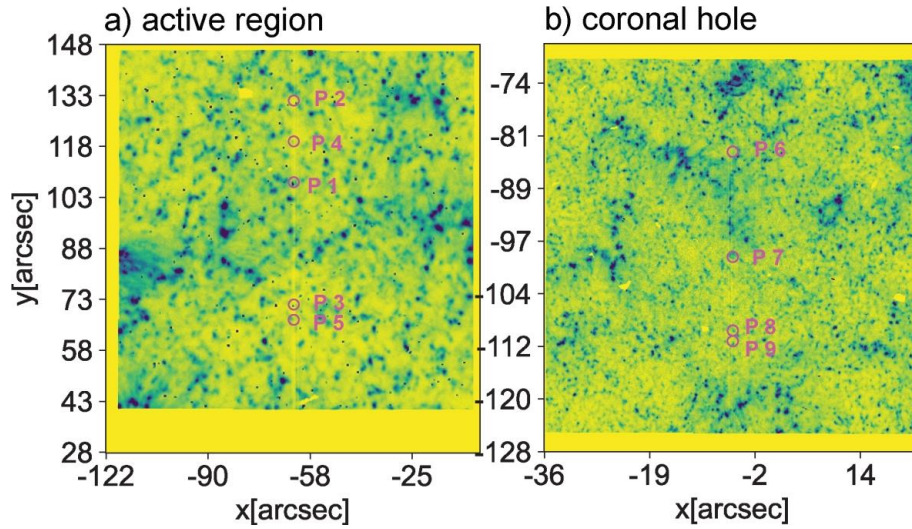 a) active region
148
133
118
103
88
73
58
43
28
y[arcsec]
P 2
P 4
P 1
P 3
P 5
-122
-90
-58
-25
x[arcsec]
b) coronal hole
-74
-81
-89
-97
-104
-112
-120
-128
P 6
P 7
P 8
P 9
-36
-19
-2
14
x[arcsec]